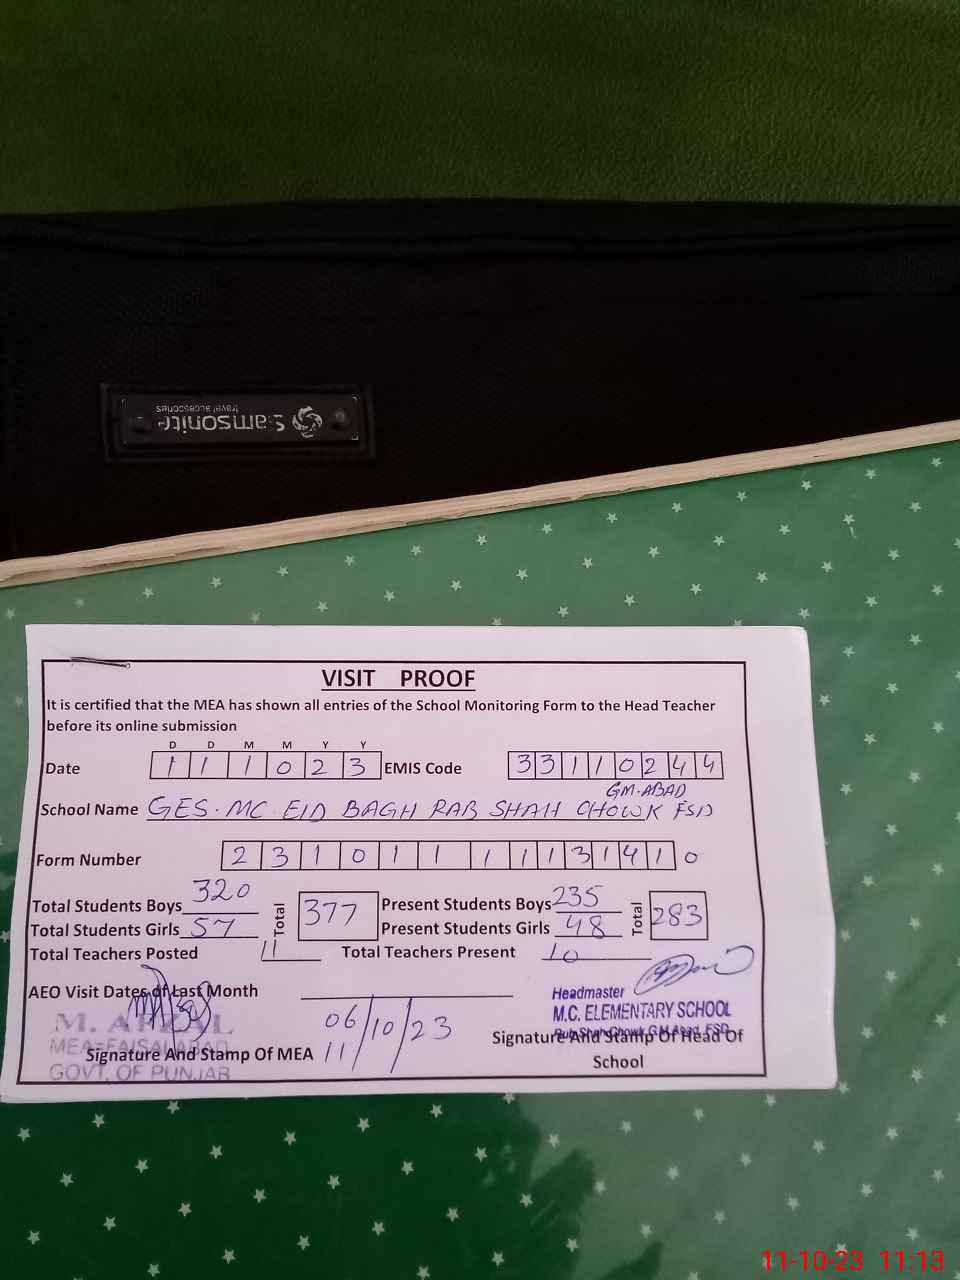 Samsonite
travel accessories
VISIT PROOF
It is certified that the MEA has shown all entries of the School Monitoring Form to the Head Teacher
before its online submission
D D M M Y Y
Date 1 1 1 0 2 3 EMIS Code 3 3 1 1 0 2 4 4
GM-ABAD
School Name GES. MC. EID BAGH RAB SHAH CHOWK FSD
Form Number 2 3 1 0 1 1 1 1 1 3 1 4 1 0
Total Students Boys 320 Total 377 Present Students Boys 235 Total 283
Total Students Girls 57 Present Students Girls 48
Total Teachers Posted 11 Total Teachers Present 10
AEO Visit Dates of Last Month
Headmaster
M.C. ELEMENTARY SCHOOL
Rab Shah Chowk G.M.Abad, FSD
06/10/23
11
M. AFZAL
MEA-FAISALABAD
GOVT. OF PUNJAB
Signature And Stamp Of MEA
Signature And Stamp Of Head Of
School
11-10-23 11:13